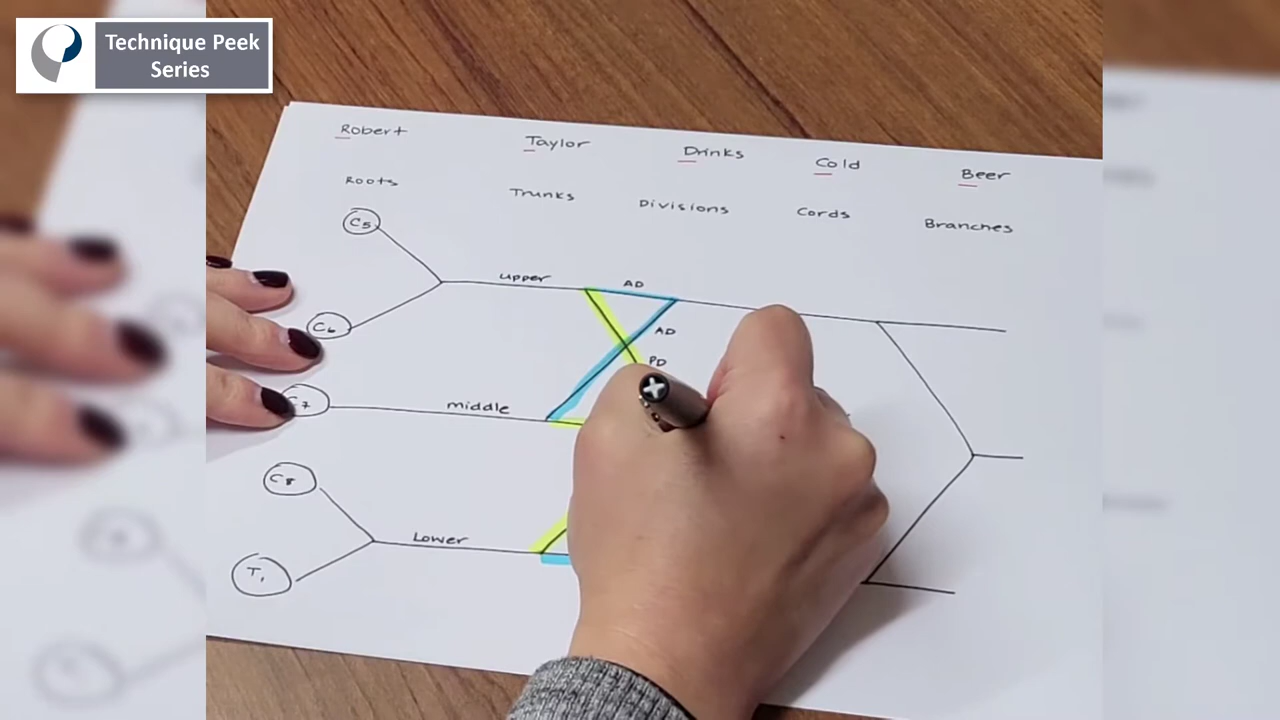 Technique Peek
Series
Robert Taylor Drinks Cold Beer
Roots Trunks Divisions Cords Branches
C5
upper AD
C6
AD
PD
C7 middle
C8
Lower
T1